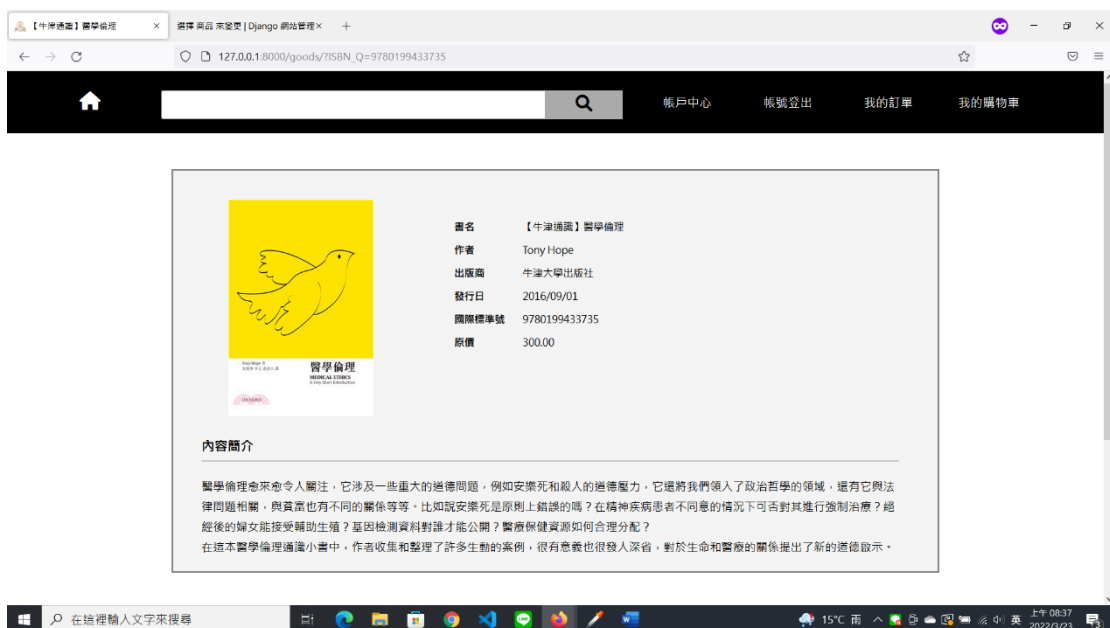 【牛津通識】醫學倫理
選擇 商品 來變更 | Django 網站管理
127.0.0.1:8000/goods/?ISBN_Q=9780199433735
帳戶中心 帳號登出 我的訂單 我的購物車
書名 【牛津通識】醫學倫理
作者 Tony Hope
出版商 牛津大學出版社
發行日 2016/09/01
國際標準號 9780199433735
原價 300.00
醫學倫理
MEDICAL ETHICS
A Very Short Introduction
內容簡介
醫學倫理愈來愈令人關注，它涉及一些重大的道德問題，例如安樂死和殺人的道德壓力，它還將我們領入了政治哲學的領域，還有它與法
律問題相關，與貧富也有不同的關係等等。比如說安樂死是原則上錯誤的嗎？在精神疾病患者不同意的情況下可否對其進行強制治療？絕
經後的婦女能接受輔助生殖？基因檢測資料對誰才能公開？醫療保健資源如何合理分配？
在這本醫學倫理通識小書中，作者收集和整理了許多生動的案例，很有意義也很發人深省，對於生命和醫療的關係提出了新的道德啟示。
在這裡輸入文字來搜尋
15°C 雨
英
上午 08:37
2022/3/23